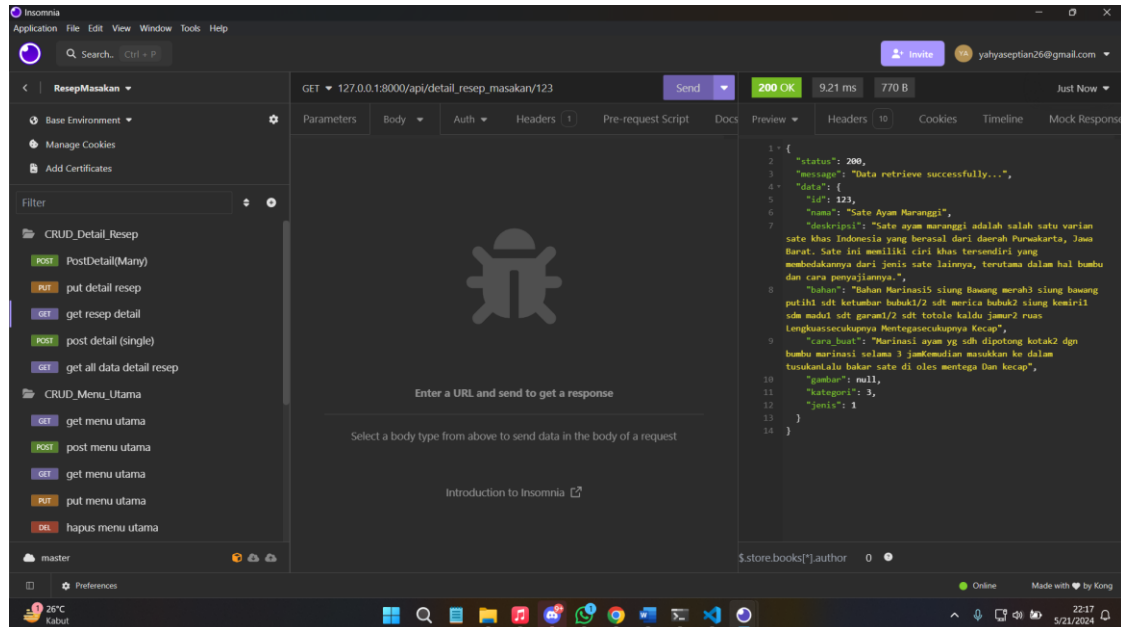 Insomnia
Application File Edit View Window Tools Help
Search.. Ctrl + P
Invite
YA
yahyaseptian26@gmail.com
ResepMasakan
GET 127.0.0.1:8000/api/detail_resep_masakan/123
Send
200 OK
9.21 ms
770 B
Just Now
Base Environment
Manage Cookies
Add Certificates
Filter
CRUD_Detail_Resep
POST PostDetail(Many)
PUT put detail resep
GET get resep detail
POST post detail (single)
GET get all data detail resep
CRUD_Menu_Utama
GET get menu utama
POST post menu utama
GET get menu utama
PUT put menu utama
DEL hapus menu utama
master
Parameters Body Auth Headers 1 Pre-request Script Docs
Enter a URL and send to get a response
Select a body type from above to send data in the body of a request
Introduction to Insomnia
Preview Headers 10 Cookies Timeline Mock Response
1 {
2 "status": 200,
3 "message": "Data retrieve successfully...",
4 "data": {
5 "id": 123,
6 "nama": "Sate Ayam Maranggi",
7 "deskripsi": "Sate ayam maranggi adalah salah satu varian
sate khas Indonesia yang berasal dari daerah Purwakarta, Jawa
Barat. Sate ini memiliki ciri khas tersendiri yang
membedakannya dari jenis sate lainnya, terutama dalam hal bumbu
dan cara penyajiannya.",
8 "bahan": "Bahan Marinasi5 siung Bawang merah3 siung bawang
putih1 sdt ketumbar bubuk1/2 sdt merica bubuk2 siung kemiri1
sdm madu1 sdt garam1/2 sdt totole kaldu jamur2 ruas
Lengkuassecukupnya Mentegasecukupnya Kecap",
9 "cara_buat": "Marinasi ayam yg sdh dipotong kotak2 dgn
bumbu marinasi selama 3 jamKemudian masukkan ke dalam
tusukanLalu bakar sate di oles mentega Dan kecap",
10 "gambar": null,
11 "kategori": 3,
12 "jenis": 1
13 }
14 }
$.store.books[*].author 0
Preferences
Online
Made with ♥ by Kong
1
26°C
Kabut
22:17
5/21/2024